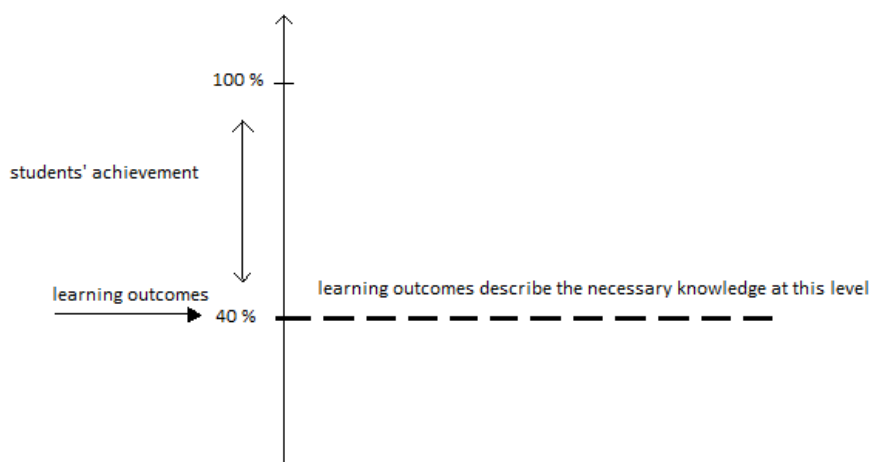 100 %
students' achievement
learning outcomes
learning outcomes describe the necessary knowledge at this level
40 %